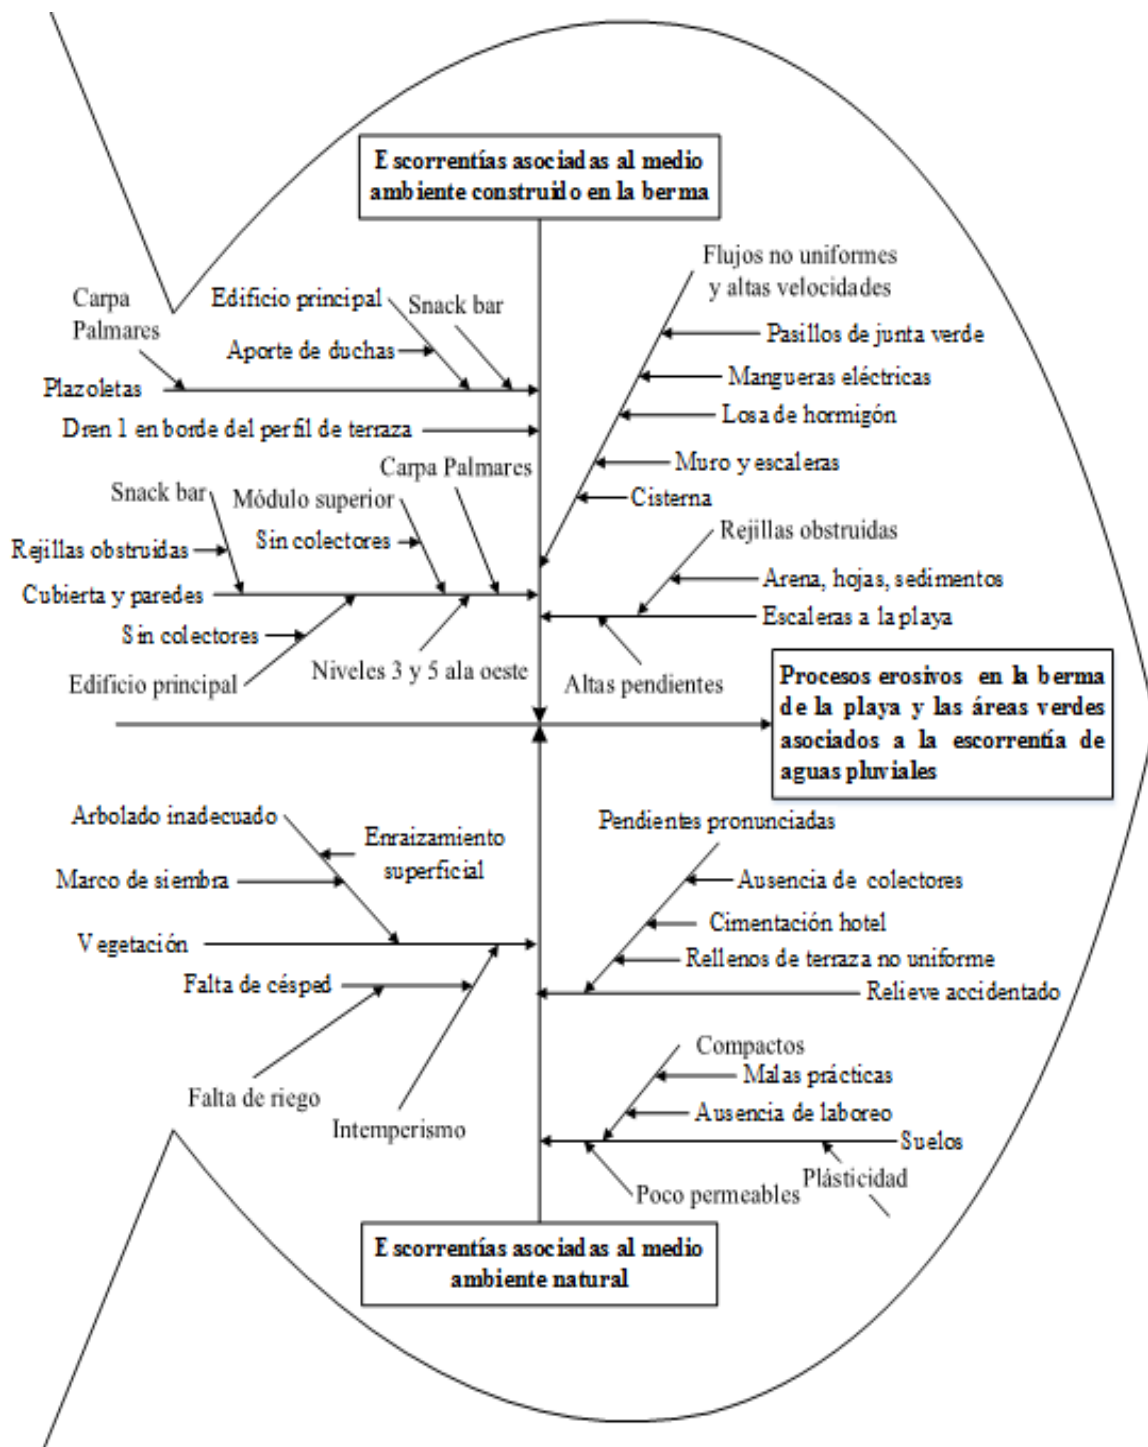 Escorrentías asociadas al medio
ambiente construido en la berma
Flujos no uniformes
y altas velocidades
Carpa
Palmares
Edificio principal
Snack bar
Pasillos de junta verde
Aporte de duchas
Mangueras eléctricas
Plazoletas
Losa de hormigón
Dren 1 en borde del perfil de terraza
Carpa Palmares
Muro y escaleras
Snack bar
Módulo superior
Cisterna
Rejillas obstruidas
Sin colectores
Rejillas obstruidas
Arena, hojas, sedimentos
Cubierta y paredes
Escaleras a la playa
Sin colectores
Edificio principal
Niveles 3 y 5 ala oeste
Altas pendientes
Procesos erosivos en la berma
de la playa y las áreas verdes
asociados a la escorrentía de
aguas pluviales
Arbolado inadecuado
Pendientes pronunciadas
Enraizamiento
superficial
Marco de siembra
Ausencia de colectores
Cimentación hotel
Vegetación
Rellenos de terraza no uniforme
Falta de césped
Relieve accidentado
Compactos
Malas prácticas
Falta de riego
Ausencia de laboreo
Intemperismo
Suelos
Plásticidad
Poco permeables
Escorrentías asociadas al medio
ambiente natural